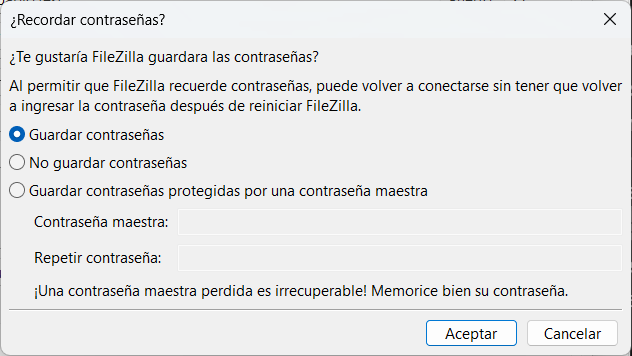 ¿Recordar contraseñas?
¿Te gustaría FileZilla guardara las contraseñas?
Al permitir que FileZilla recuerde contraseñas, puede volver a conectarse sin tener que volver
a ingresar la contraseña después de reiniciar FileZilla.
Guardar contraseñas
No guardar contraseñas
Guardar contraseñas protegidas por una contraseña maestra
Contraseña maestra:
Repetir contraseña:
¡Una contraseña maestra perdida es irrecuperable! Memorice bien su contraseña.
Aceptar
Cancelar